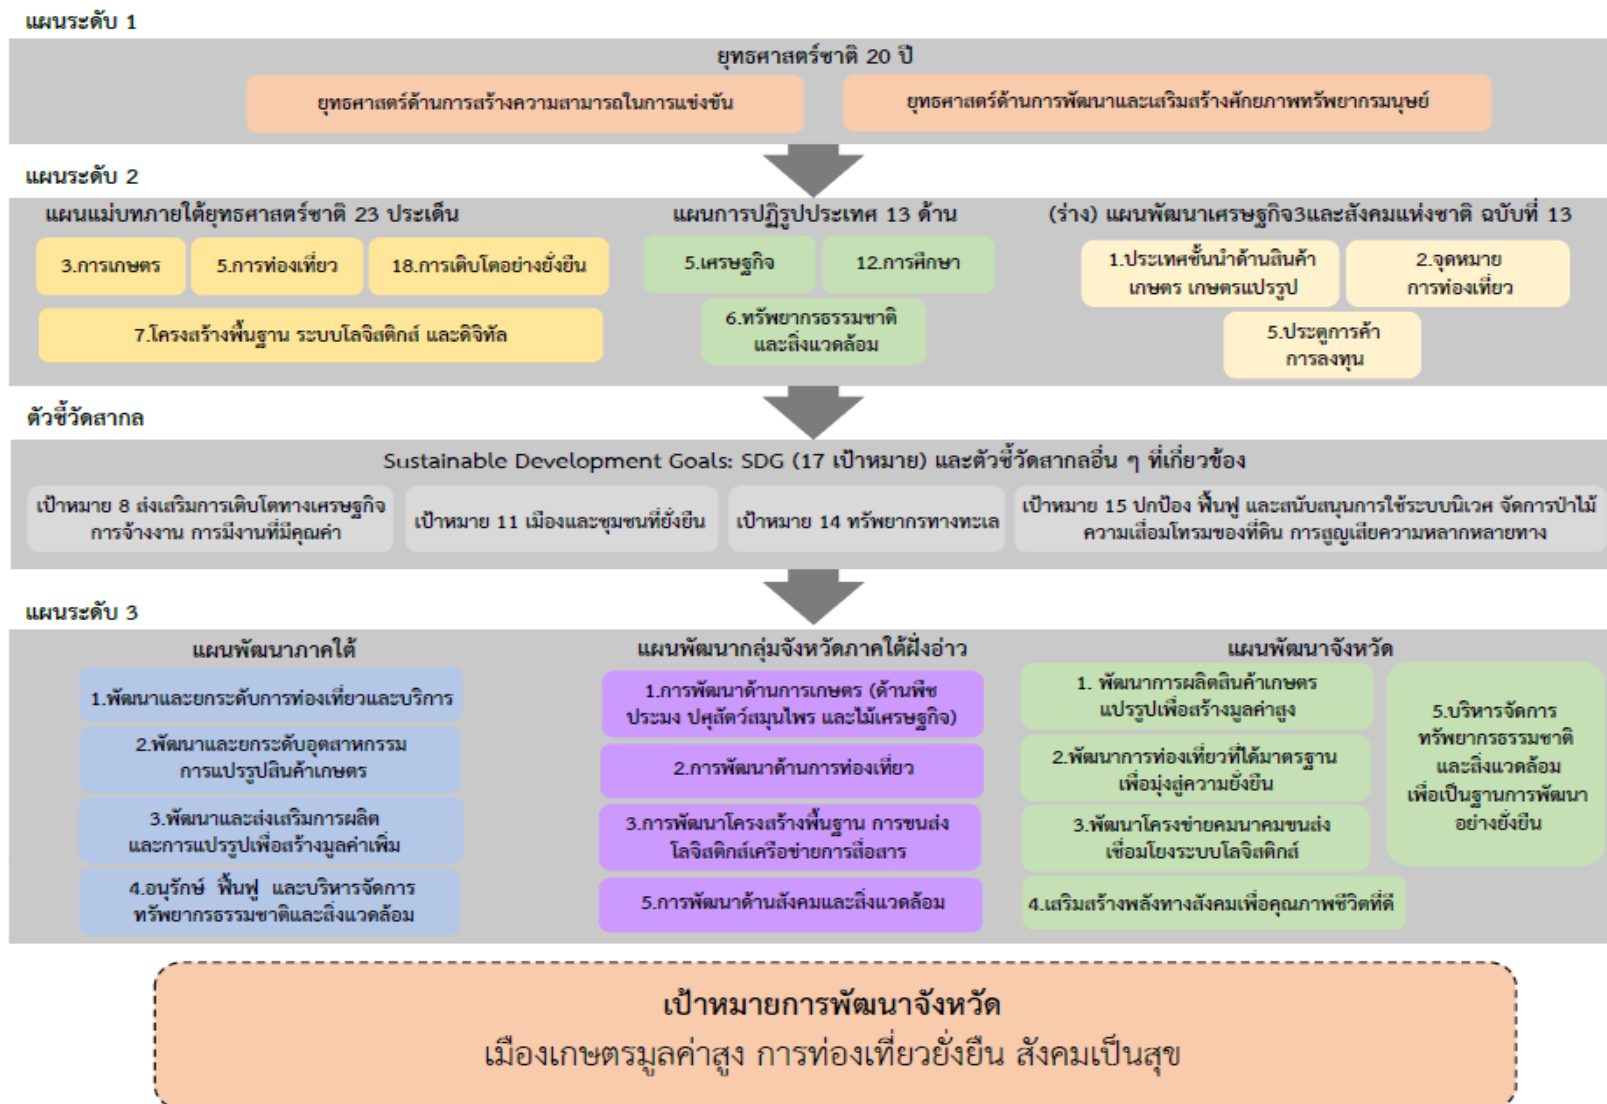 แผนระดับ 1
ยุทธศาสตร์ชาติ 20 ปี
ยุทธศาสตร์ด้านการสร้างความสามารถในการแข่งขัน
ยุทธศาสตร์ด้านการพัฒนาและเสริมสร้างศักยภาพทรัพยากรมนุษย์
แผนระดับ 2
แผนแม่บทภายใต้ยุทธศาสตร์ชาติ 23 ประเด็น
3.การเกษตร
5.การท่องเที่ยว
18.การเติบโตอย่างยั่งยืน
7.โครงสร้างพื้นฐาน ระบบโลจิสติกส์ และดิจิทัล
แผนการปฏิรูปประเทศ 13 ด้าน
5.เศรษฐกิจ
12.การศึกษา
6.ทรัพยากรธรรมชาติ
และสิ่งแวดล้อม
(ร่าง) แผนพัฒนาเศรษฐกิจ3และสังคมแห่งชาติ ฉบับที่ 13
1.ประเทศชั้นนำด้านสินค้า
เกษตร เกษตรแปรรูป
2.จุดหมาย
การท่องเที่ยว
5.ประตูการค้า
การลงทุน
ตัวชี้วัดสากล
Sustainable Development Goals: SDG (17 เป้าหมาย) และตัวชี้วัดสากลอื่น ๆ ที่เกี่ยวข้อง
เป้าหมาย 8 ส่งเสริมการเติบโตทางเศรษฐกิจ
การจ้างงาน การมีงานที่มีคุณค่า
เป้าหมาย 11 เมืองและชุมชนที่ยั่งยืน
เป้าหมาย 14 ทรัพยากรทางทะเล
เป้าหมาย 15 ปกป้อง ฟื้นฟู และสนับสนุนการใช้ระบบนิเวศ จัดการป่าไม้
ความเสื่อมโทรมของที่ดิน การสูญเสียความหลากหลายทาง
แผนระดับ 3
แผนพัฒนาภาคใต้
1.พัฒนาและยกระดับการท่องเที่ยวและบริการ
2.พัฒนาและยกระดับอุตสาหกรรม
การแปรรูปสินค้าเกษตร
3.พัฒนาและส่งเสริมการผลิต
และการแปรรูปเพื่อสร้างมูลค่าเพิ่ม
4.อนุรักษ์ ฟื้นฟู และบริหารจัดการ
ทรัพยากรธรรมชาติและสิ่งแวดล้อม
แผนพัฒนากลุ่มจังหวัดภาคใต้ฝั่งอ่าว
1.การพัฒนาด้านการเกษตร (ด้านพืช
ประมง ปศุสัตว์สมุนไพร และไม้เศรษฐกิจ)
2.การพัฒนาด้านการท่องเที่ยว
3.การพัฒนาโครงสร้างพื้นฐาน การขนส่ง
โลจิสติกส์เครือข่ายการสื่อสาร
5.การพัฒนาด้านสังคมและสิ่งแวดล้อม
แผนพัฒนาจังหวัด
1. พัฒนาการผลิตสินค้าเกษตร
แปรรูปเพื่อสร้างมูลค่าสูง
2.พัฒนาการท่องเที่ยวที่ได้มาตรฐาน
เพื่อมุ่งสู่ความยั่งยืน
3.พัฒนาโครงข่ายคมนาคมขนส่ง
เชื่อมโยงระบบโลจิสติกส์
4.เสริมสร้างพลังทางสังคมเพื่อคุณภาพชีวิตที่ดี
5.บริหารจัดการ
ทรัพยากรธรรมชาติ
และสิ่งแวดล้อม
เพื่อเป็นฐานการพัฒนา
อย่างยั่งยืน
เป้าหมายการพัฒนาจังหวัด
เมืองเกษตรมูลค่าสูง การท่องเที่ยวยั่งยืน สังคมเป็นสุข